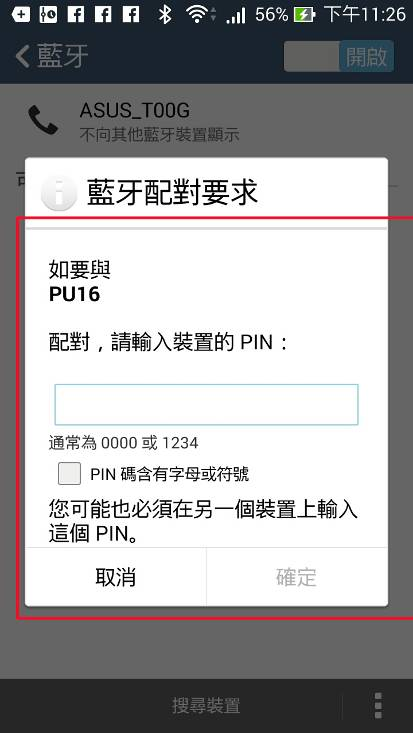 56% 下午11:26
藍牙
開啟
ASUS_T00G
不向其他藍牙裝置顯示
藍牙配對要求
如要與
PU16
配對，請輸入裝置的 PIN：
通常為 0000 或 1234
PIN 碼含有字母或符號
您可能也必須在另一個裝置上輸入
這個 PIN。
取消
確定
搜尋裝置